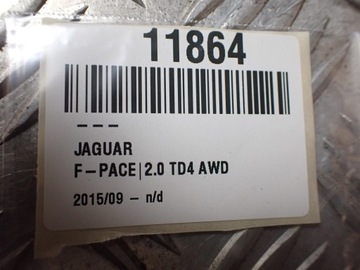 11864
---
JAGUAR
F-PACE|2.0 TD4 AWD
2015/09 - n/d